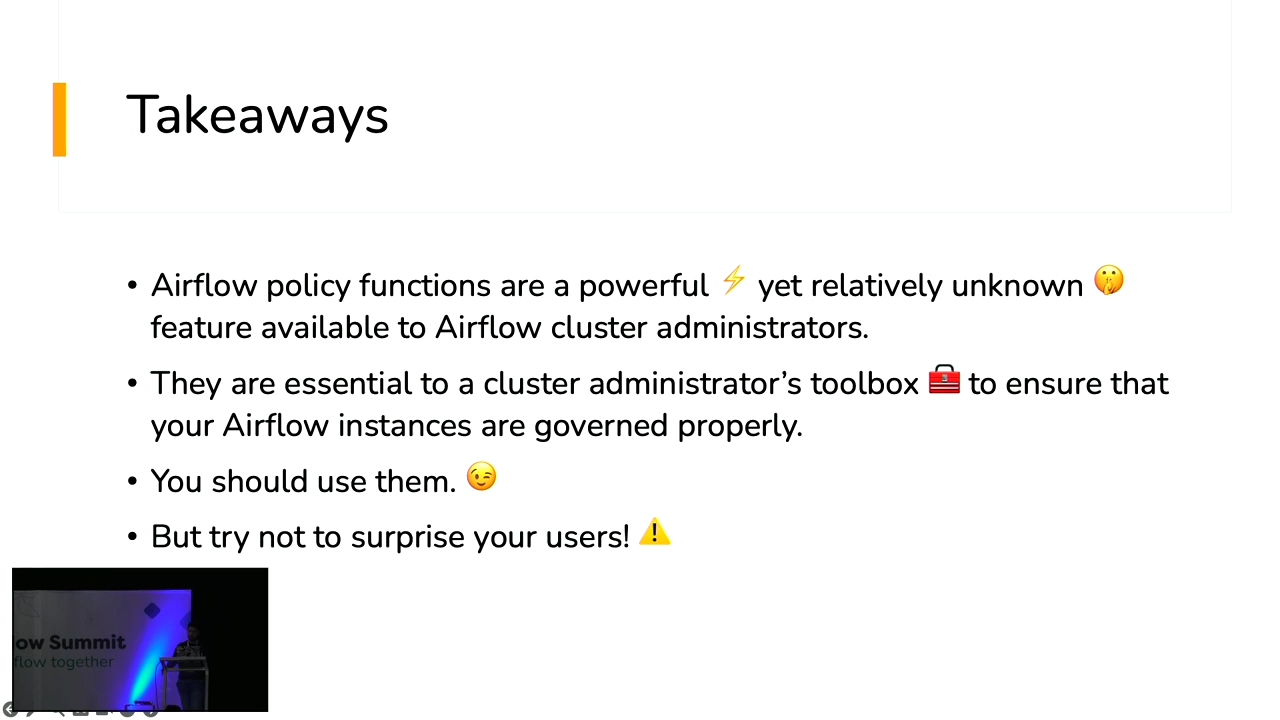 Takeaways
• Airflow policy functions are a powerful ⚡ yet relatively unknown 🤫
feature available to Airflow cluster administrators.
• They are essential to a cluster administrator’s toolbox 🧰 to ensure that
your Airflow instances are governed properly.
• You should use them. 😉
• But try not to surprise your users! ⚠️
ow Summit
flow together